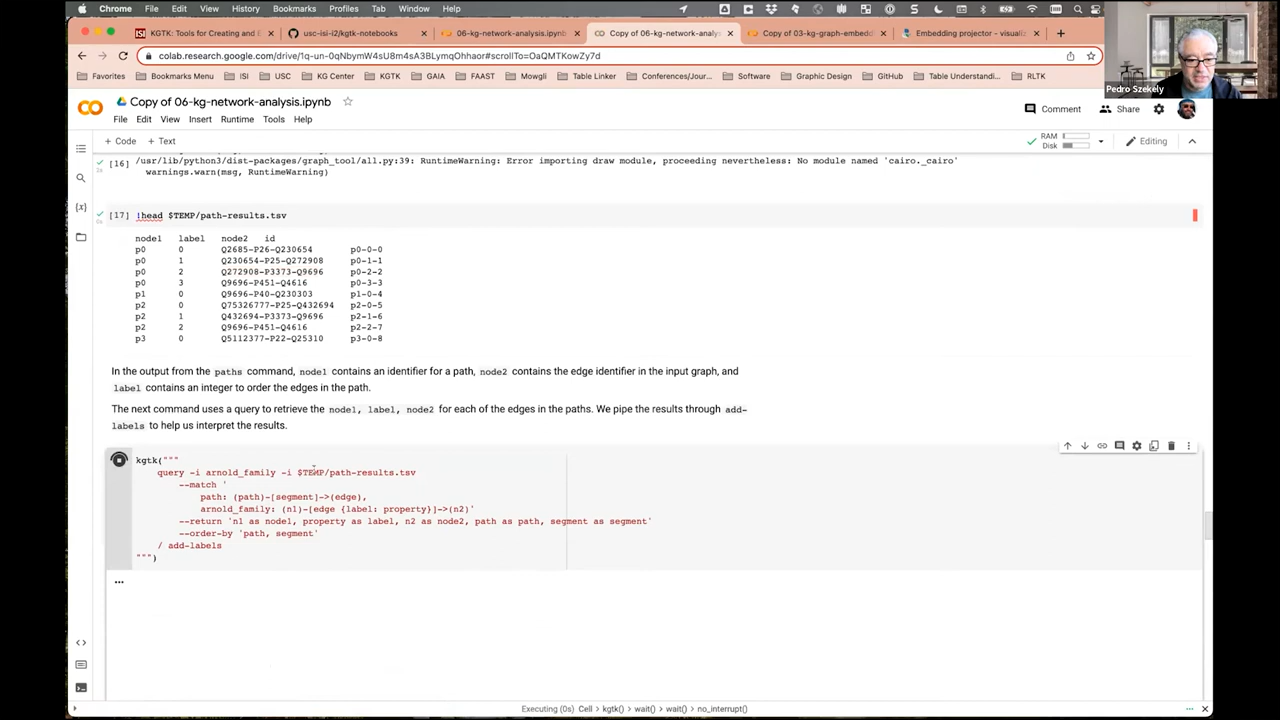 Chrome File Edit View History Bookmarks Profiles Tab Window Help
KGTK: Tools for Creating and E
usc-isi-i2/kgtk-notebooks
06-kg-network-analysis.ipynb
Copy of 06-kg-network-analys
Copy of 03-kg-graph-embedd
Embedding projector - visualiz
colab.research.google.com/drive/1q-un-0qNbymW4sU8m4sA3BLymqOhhaor#scrollTo=OaQMTKowZy7d
Favorites Bookmarks Menu ISI USC KG Center KGTK GAIA FAAST Mowgli Table Linker Conferences/Jour... Software Graphic Design GitHub Table Understandi... RLTK
Pedro Szekely
Copy of 06-kg-network-analysis.ipynb
Comment Share
File Edit View Insert Runtime Tools Help
+ Code + Text
RAM
Disk
Editing
[16] /usr/lib/python3/dist-packages/graph_tool/all.py:39: RuntimeWarning: Error importing draw module, proceeding nevertheless: No module named 'cairo._cairo'
warnings.warn(msg, RuntimeWarning)
[17] !head $TEMP/path-results.tsv
node1 label node2 id
p0 0 Q2685-P26-Q230654 p0-0-0
p0 1 Q230654-P25-Q272908 p0-1-1
p0 2 Q272908-P3373-Q9696 p0-2-2
p0 3 Q9696-P451-Q4616 p0-3-3
p1 0 Q9696-P40-Q230303 p1-0-4
p2 0 Q75326777-P25-Q432694 p2-0-5
p2 1 Q432694-P3373-Q9696 p2-1-6
p2 2 Q9696-P451-Q4616 p2-2-7
p3 0 Q5112377-P22-Q25310 p3-0-8
In the output from the paths command, node1 contains an identifier for a path, node2 contains the edge identifier in the input graph, and
label contains an integer to order the edges in the path.
The next command uses a query to retrieve the node1, label, node2 for each of the edges in the paths. We pipe the results through add-
labels to help us interpret the results.
kgtk("""
query -i arnold_family -i $TEMP/path-results.tsv
--match '
path: (path)-[segment]->(edge),
arnold_family: (n1)-[edge {label: property}]->(n2)'
--return 'n1 as node1, property as label, n2 as node2, path as path, segment as segment'
--order-by 'path, segment'
/ add-labels
""")
...
Executing (0s) Cell > kgtk() > wait() > wait() > no_interrupt()